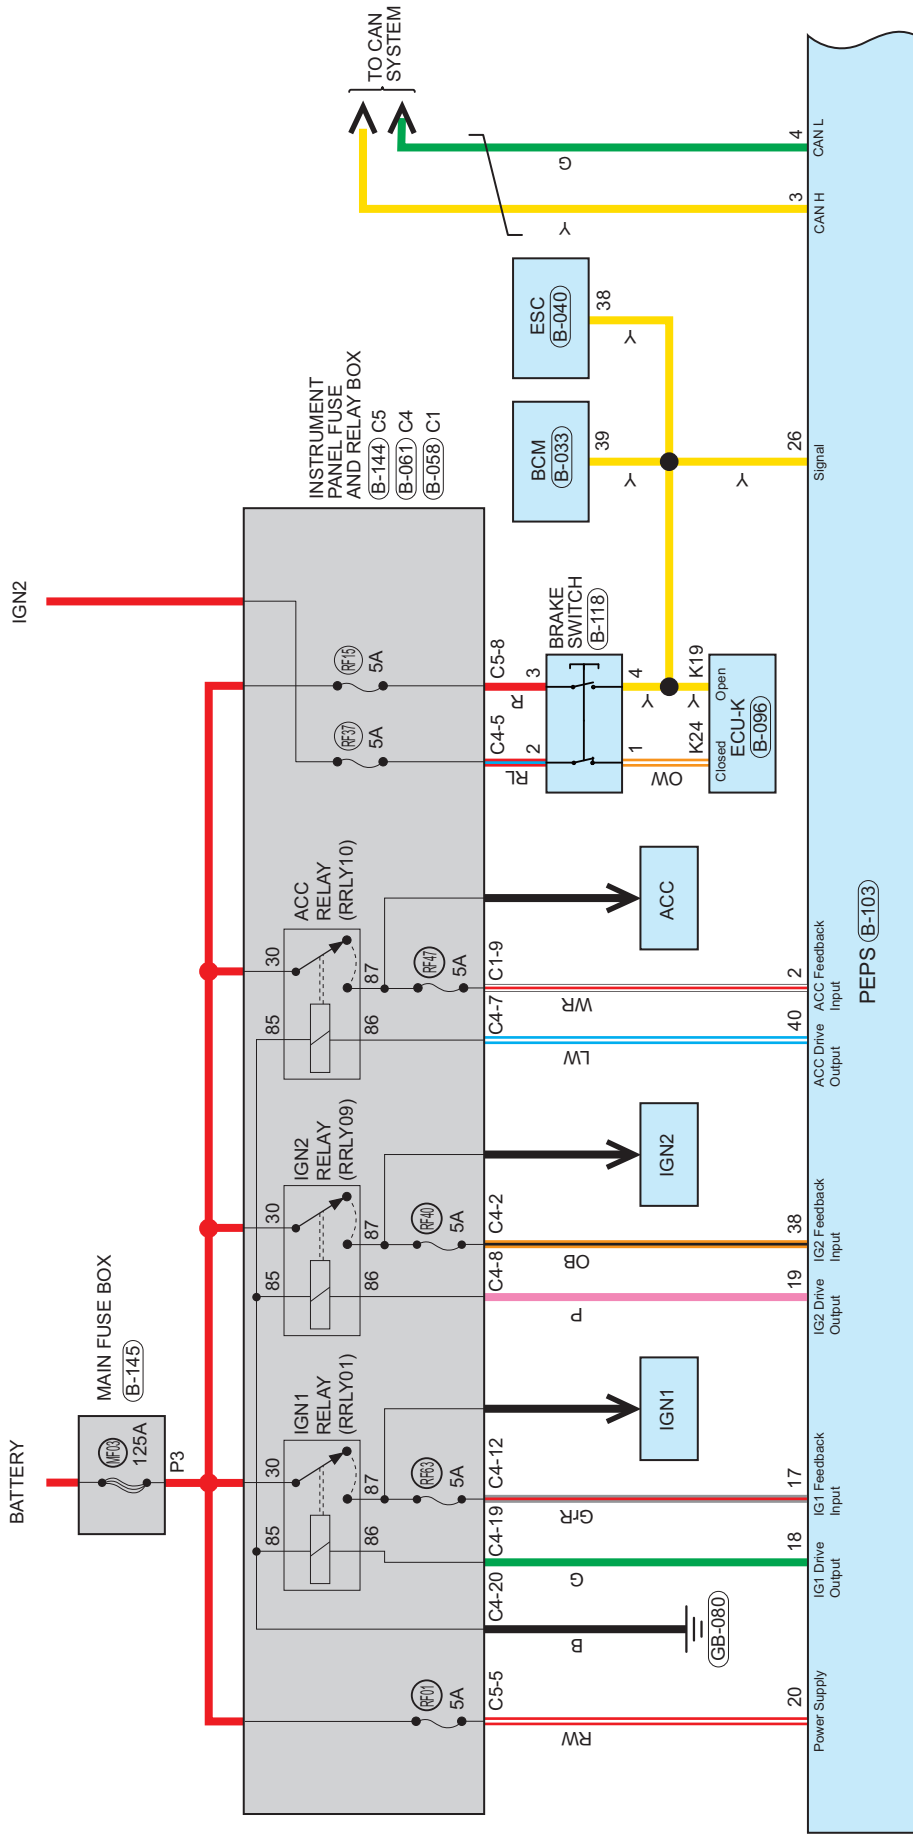 BATTERY
MAIN FUSE BOX
B-145
MF03
125A
P3
IGN2
INSTRUMENT
PANEL FUSE
AND RELAY BOX
B-144 C5
B-061 C4
B-058 C1
TO CAN
SYSTEM
IGN1
RELAY
(RRLY01)
30
85
86
87
IGN2
RELAY
(RRLY09)
30
85
86
87
ACC
RELAY
(RRLY10)
30
85
86
87
RF01
5A
RF63
5A
RF40
5A
RF47
5A
RF37
5A
RF15
5A
C5-5
C4-20
C4-19
C4-12
C4-8
C4-2
C4-7
C1-9
C4-5
C5-8
RW
B
G
GrR
P
OB
LW
WR
RL
R
2
3
BRAKE
SWITCH
B-118
1
4
OW
Y
Y
K24
K19
Closed
Open
ECU-K
B-096
BCM
B-033
39
Y
ESC
B-040
38
Y
Y
Y
G
GB-080
IGN1
IGN2
ACC
20
18
17
19
38
40
2
26
3
4
Power Supply
IG1 Drive
Output
IG1 Feedback
Input
IG2 Drive
Output
IG2 Feedback
Input
ACC Drive
Output
ACC Feedback
Input
Signal
CAN H
CAN L
PEPS B-103